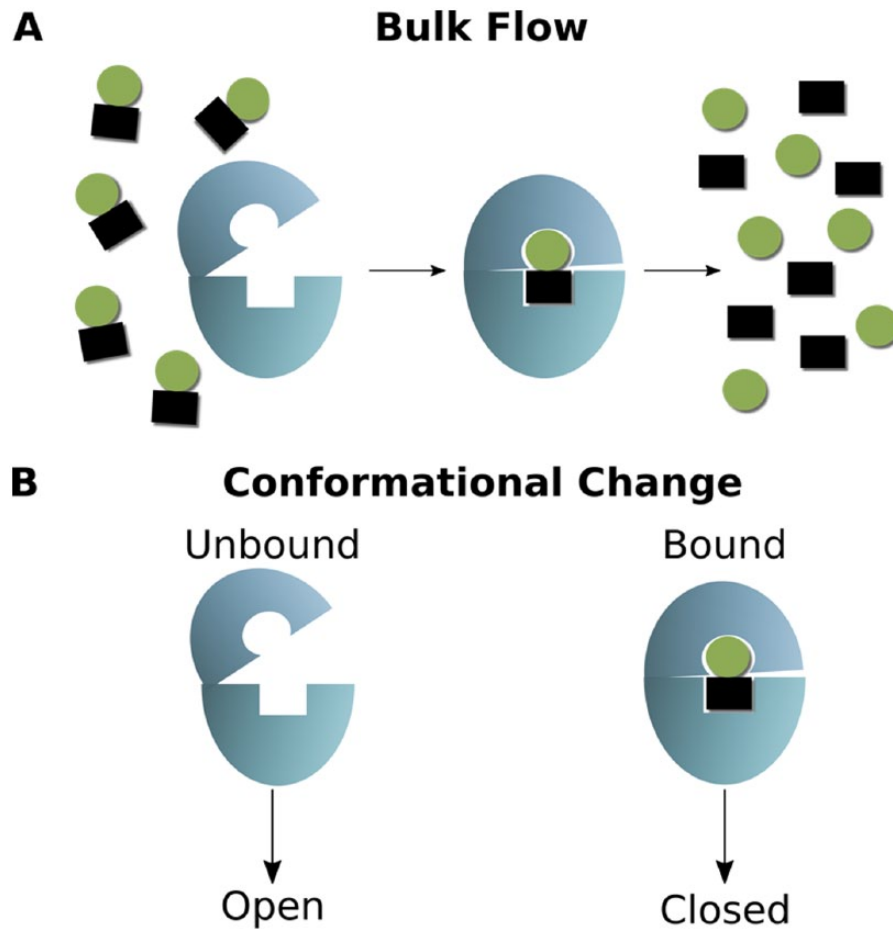 A
Bulk Flow
B
Conformational Change
Unbound
Bound
Open
Closed